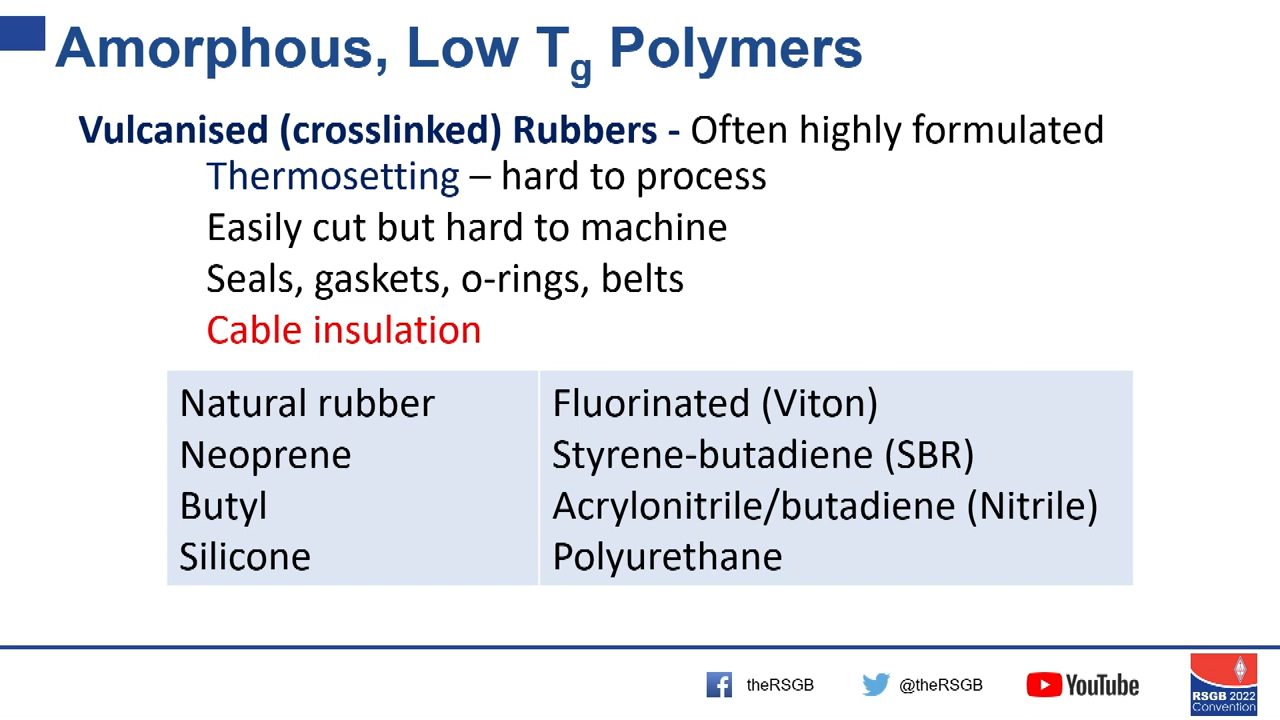 Amorphous, Low Tg Polymers
Vulcanised (crosslinked) Rubbers - Often highly formulated
Thermosetting – hard to process
Easily cut but hard to machine
Seals, gaskets, o-rings, belts
Cable insulation
Natural rubber
Neoprene
Butyl
Silicone
Fluorinated (Viton)
Styrene-butadiene (SBR)
Acrylonitrile/butadiene (Nitrile)
Polyurethane
theRSGB
@theRSGB
YouTube
RSGB 2022
Convention